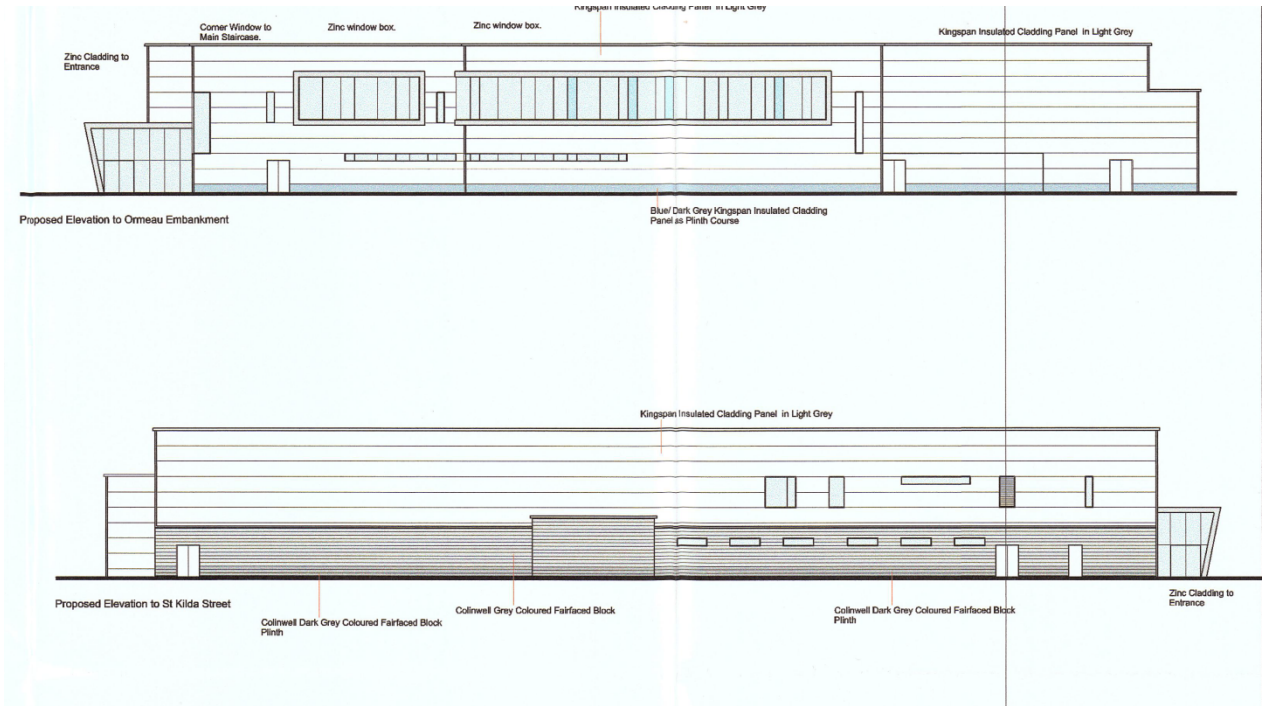 Kingspan Insulated Cladding Panel in Light Grey
Corner Window to
Main Staircase.
Zinc window box.
Zinc window box.
Kingspan Insulated Cladding Panel in Light Grey
Zinc Cladding to
Entrance
Proposed Elevation to Ormeau Embankment
Blue/ Dark Grey Kingspan Insulated Cladding
Panel as Plinth Course
Kingspan Insulated Cladding Panel in Light Grey
Proposed Elevation to St Kilda Street
Colinwell Dark Grey Coloured Fairfaced Block
Plinth
Colinwell Grey Coloured Fairfaced Block
Colinwell Dark Grey Coloured Fairfaced Block
Plinth
Zinc Cladding to
Entrance